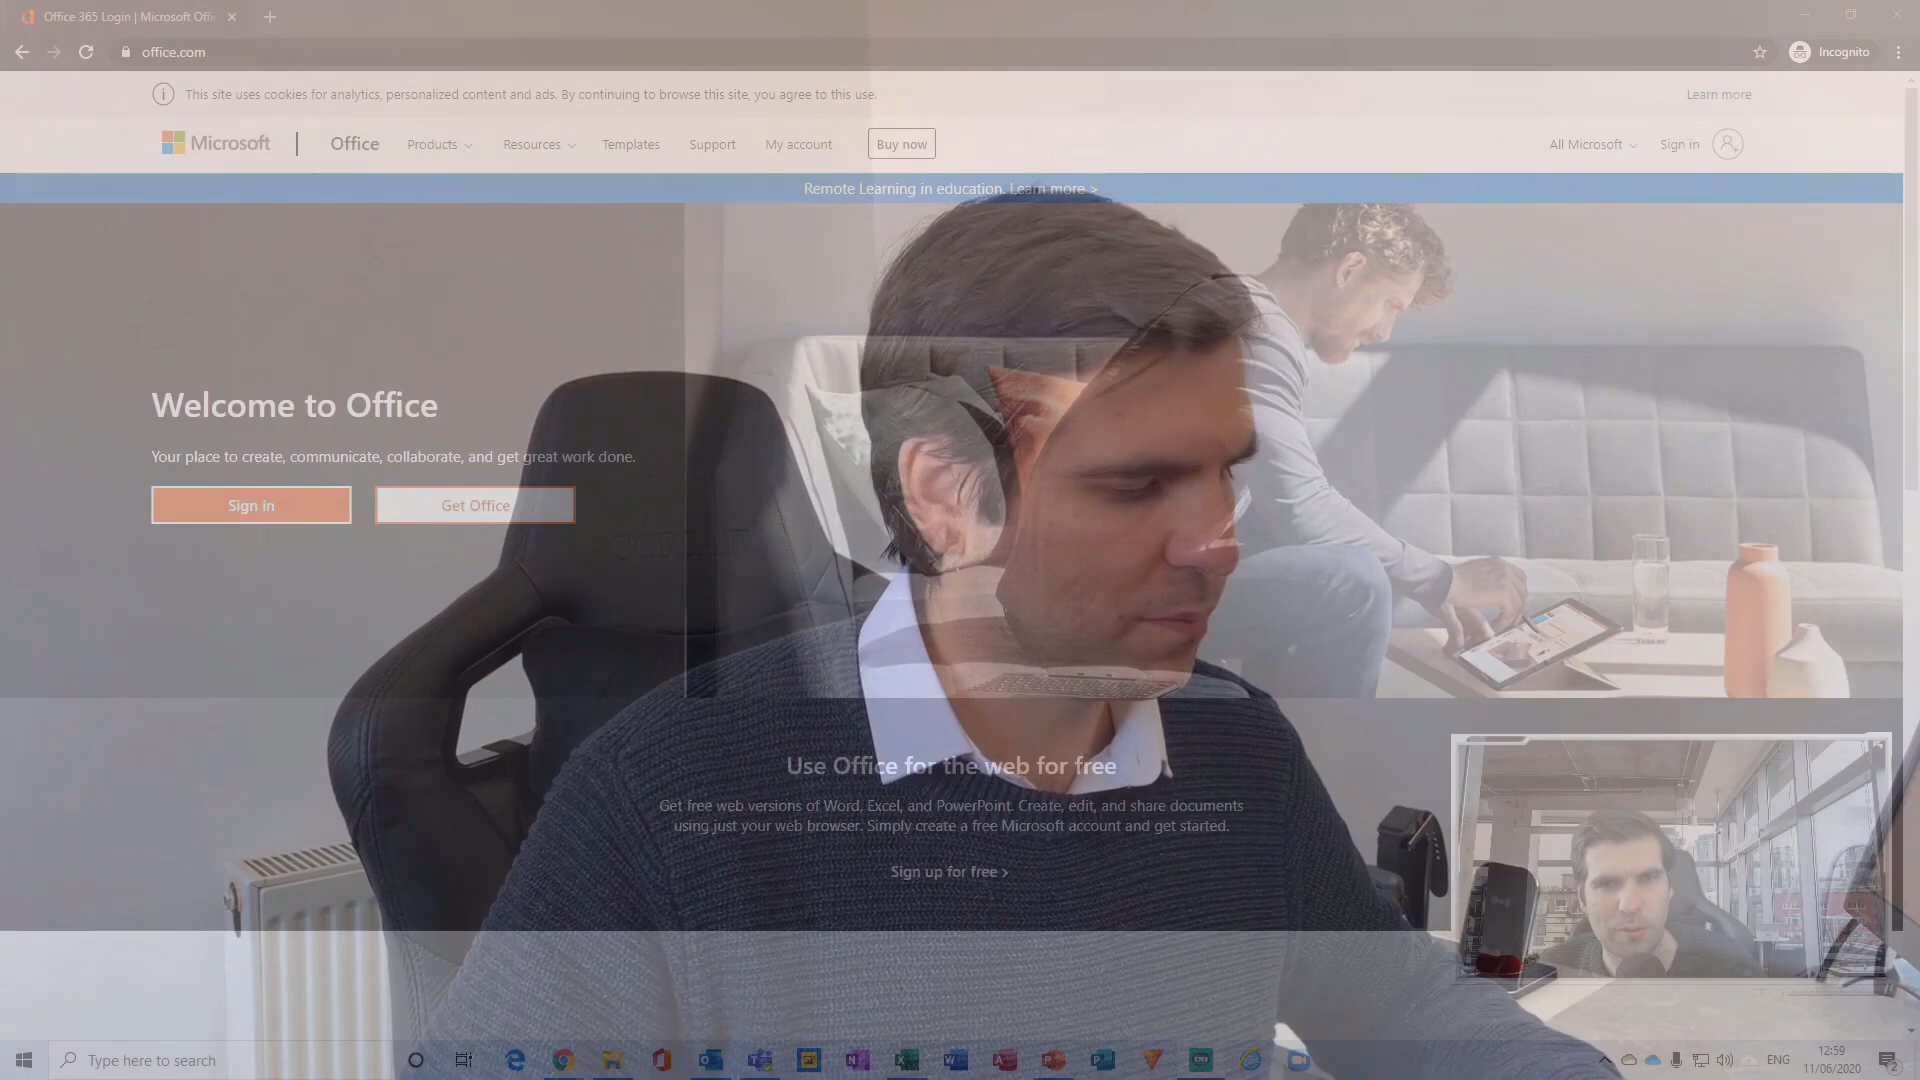 Office 365 Login | Microsoft Offi
office.com
Incognito
This site uses cookies for analytics, personalized content and ads. By continuing to browse this site, you agree to this use.
Learn more
Microsoft
Office
Products
Resources
Templates
Support
My account
Buy now
All Microsoft
Sign in
Remote Learning in education. Learn more >
Welcome to Office
Your place to create, communicate, collaborate, and get great work done.
Sign in
Get Office
Use Office for the web for free
Get free web versions of Word, Excel, and PowerPoint. Create, edit, and share documents
using just your web browser. Simply create a free Microsoft account and get started.
Sign up for free >
Type here to search
ENG
12:59
11/06/2020
2